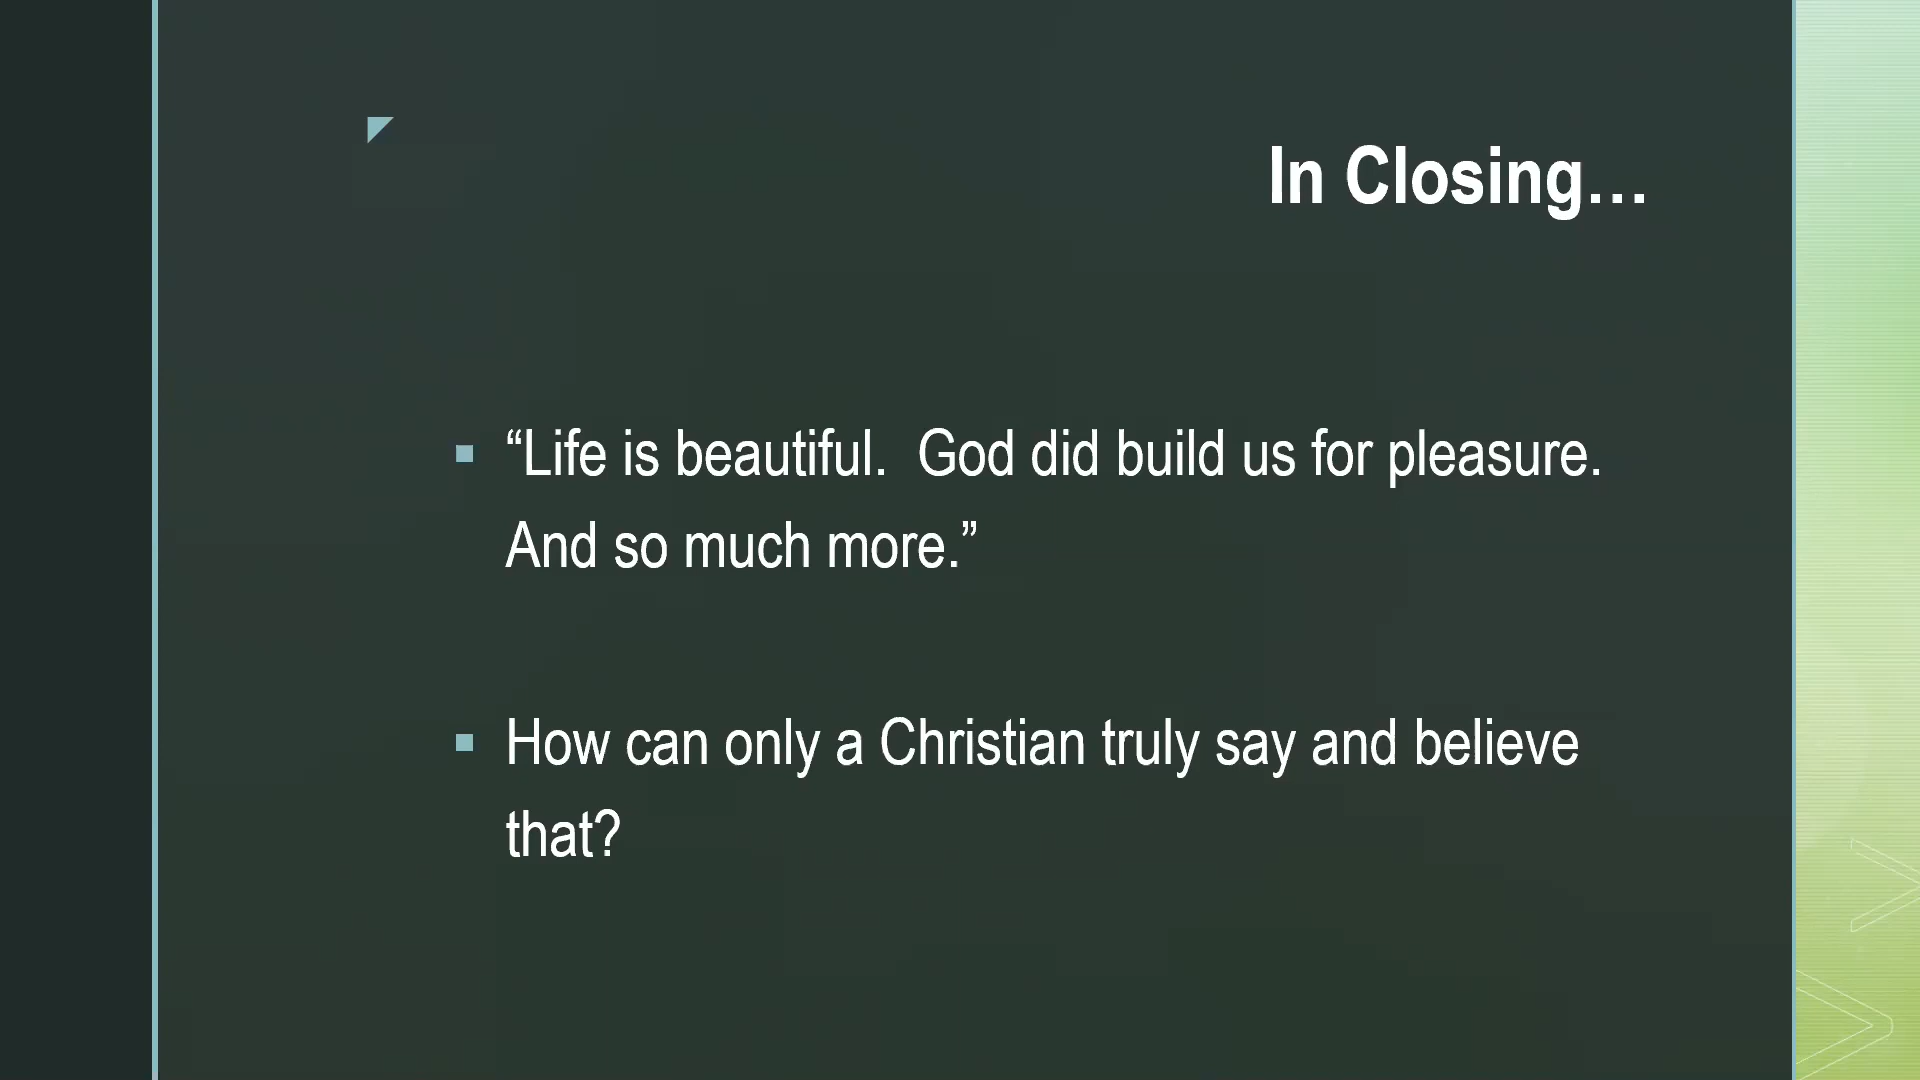 In Closing…
“Life is beautiful.  God did build us for pleasure.
And so much more.”
How can only a Christian truly say and believe
that?